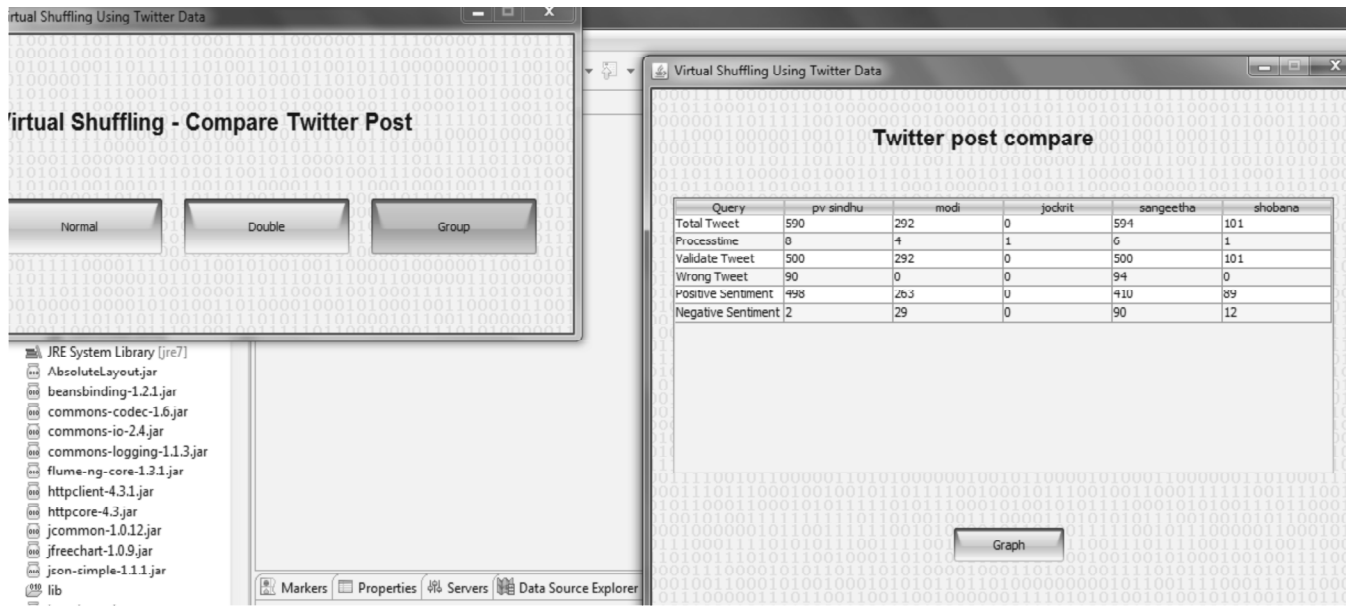 irtual Shuffling Using Twitter Data
Virtual Shuffling - Compare Twitter Post
Normal Double Group
JRE System Library [jre7]
AbsoluteLayout.jar
beansbinding-1.2.1.jar
commons-codec-1.6.jar
commons-io-2.4.jar
commons-logging-1.1.3.jar
flume-ng-core-1.3.1.jar
httpclient-4.3.1.jar
httpcore-4.3.jar
jcommon-1.0.12.jar
jfreechart-1.0.9.jar
json-simple-1.1.1.jar
lib
Markers Properties Servers Data Source Explorer
Virtual Shuffling Using Twitter Data
Twitter post compare
Query pv sindhu modi jockrit sangeetha shobana
Total Tweet 590 292 0 594 101
Processtime 8 4 1 6 1
Validate Tweet 500 292 0 500 101
Wrong Tweet 90 0 0 94 0
Positive Sentiment 498 263 0 410 89
Negative Sentiment 2 29 0 90 12
Graph